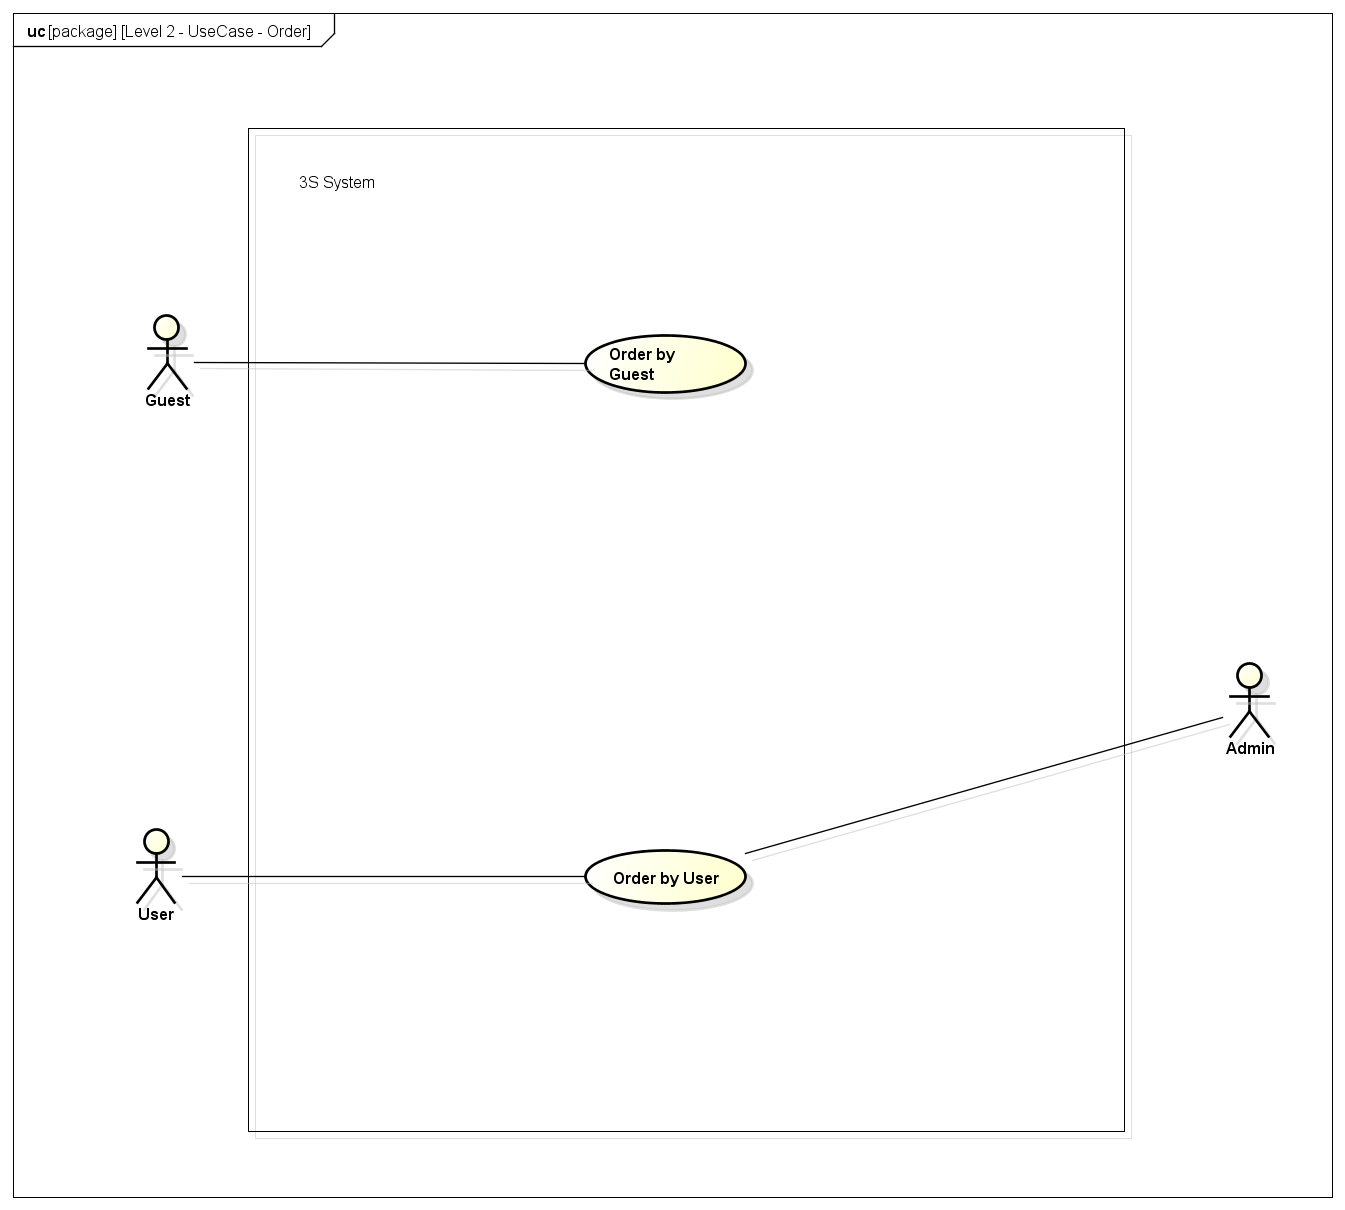 uc [package] [Level 2 - UseCase - Order]
3S System
Order by
Guest
Guest
Admin
Order by User
User